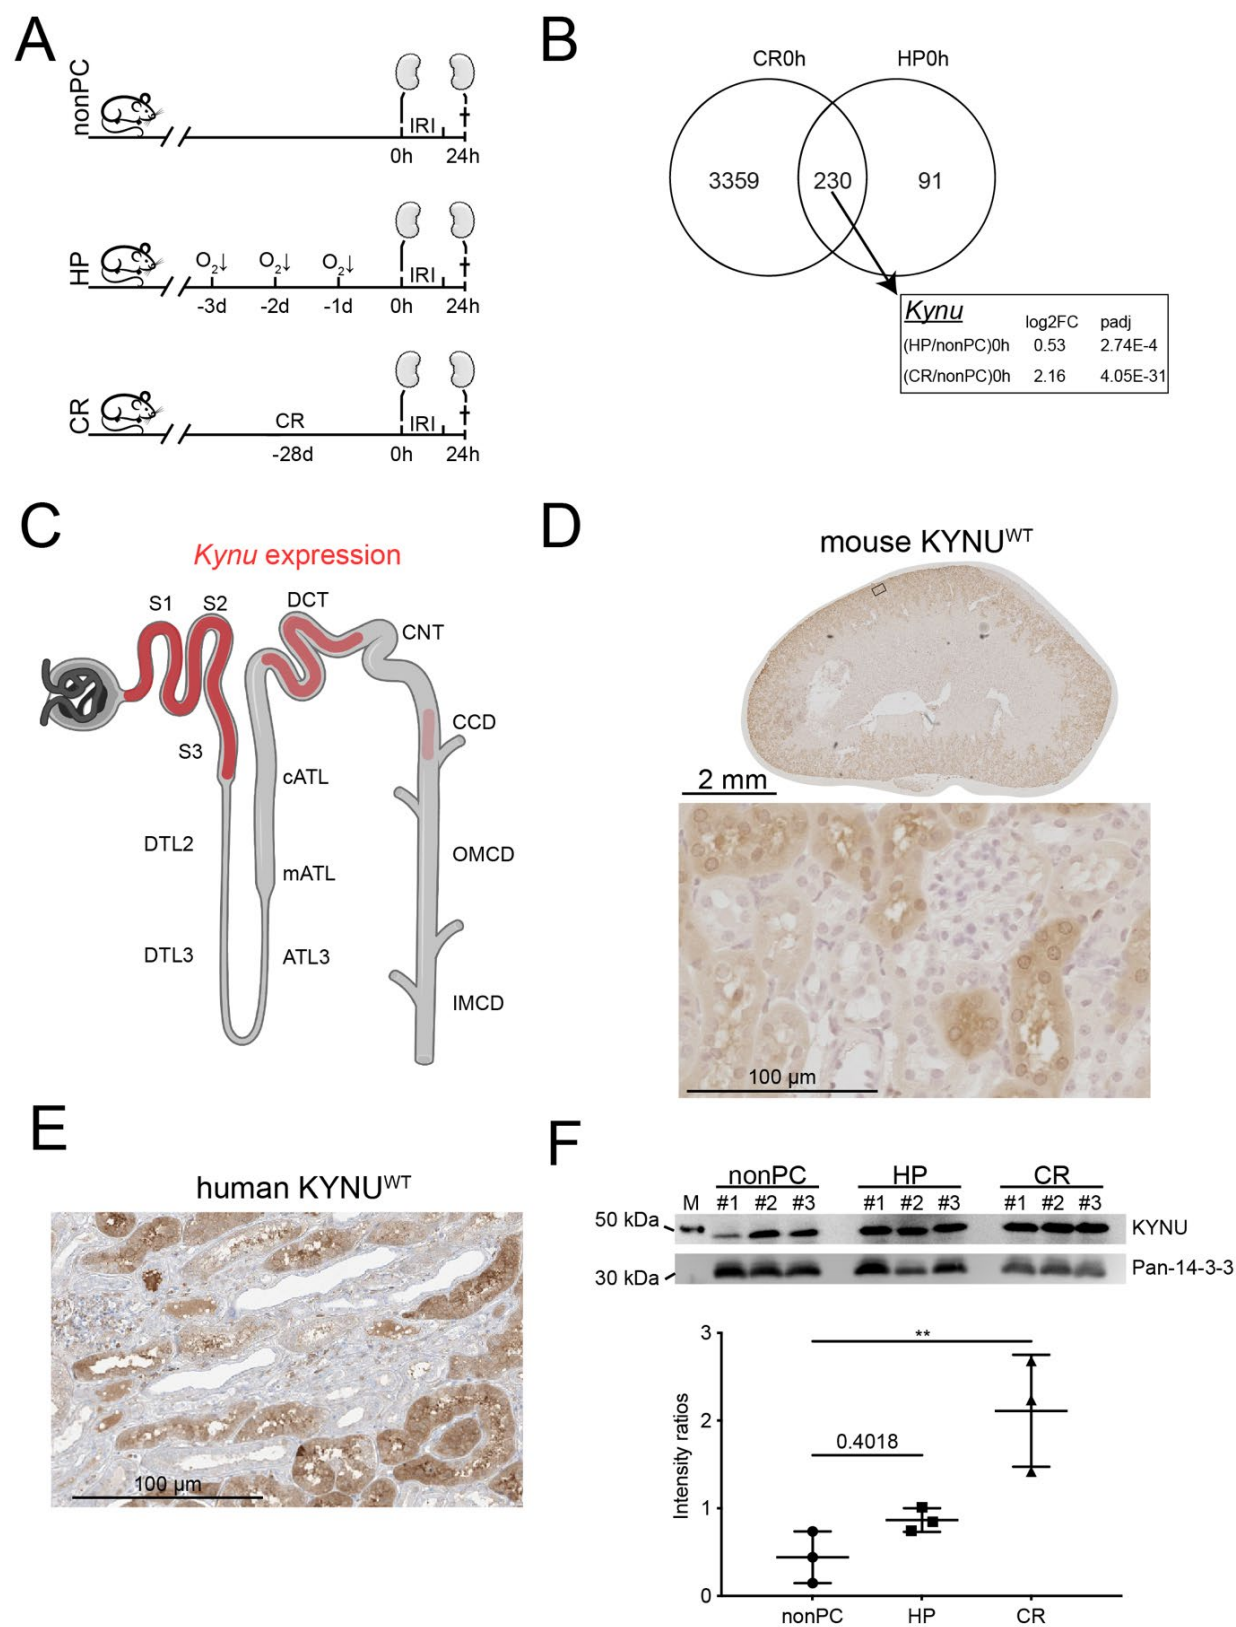 A
nonPC
IRI
0h 24h
HP
O2↓ O2↓ O2↓
IRI
-3d -2d -1d 0h 24h
CR
CR
IRI
-28d 0h 24h
B
CR0h HP0h
3359 230 91
Kynu log2FC padj
(HP/nonPC)0h 0.53 2.74E-4
(CR/nonPC)0h 2.16 4.05E-31
C
Kynu expression
S1 S2 DCT
CNT
S3
CCD
cATL
DTL2
mATL
OMCD
DTL3
ATL3
IMCD
D
mouse KYNUWT
2 mm
100 µm
E
human KYNUWT
100 µm
F
nonPC HP CR
M #1 #2 #3 #1 #2 #3 #1 #2 #3
50 kDa KYNU
30 kDa Pan-14-3-3
Intensity ratios
3
2
1
0
**
0.4018
nonPC HP CR